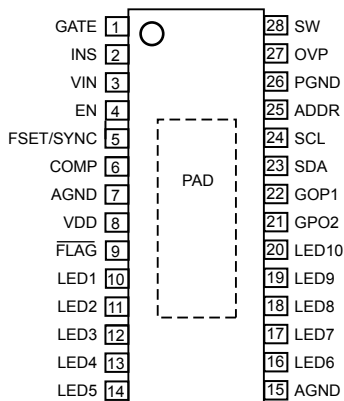 GATE 1 28 SW
INS 2 27 OVP
VIN 3 26 PGND
EN 4 25 ADDR
FSET/SYNC 5 24 SCL
COMP 6 23 SDA
AGND 7 PAD 22 GOP1
VDD 8 21 GPO2
FLAG 9 20 LED10
LED1 10 19 LED9
LED2 11 18 LED8
LED3 12 17 LED7
LED4 13 16 LED6
LED5 14 15 AGND